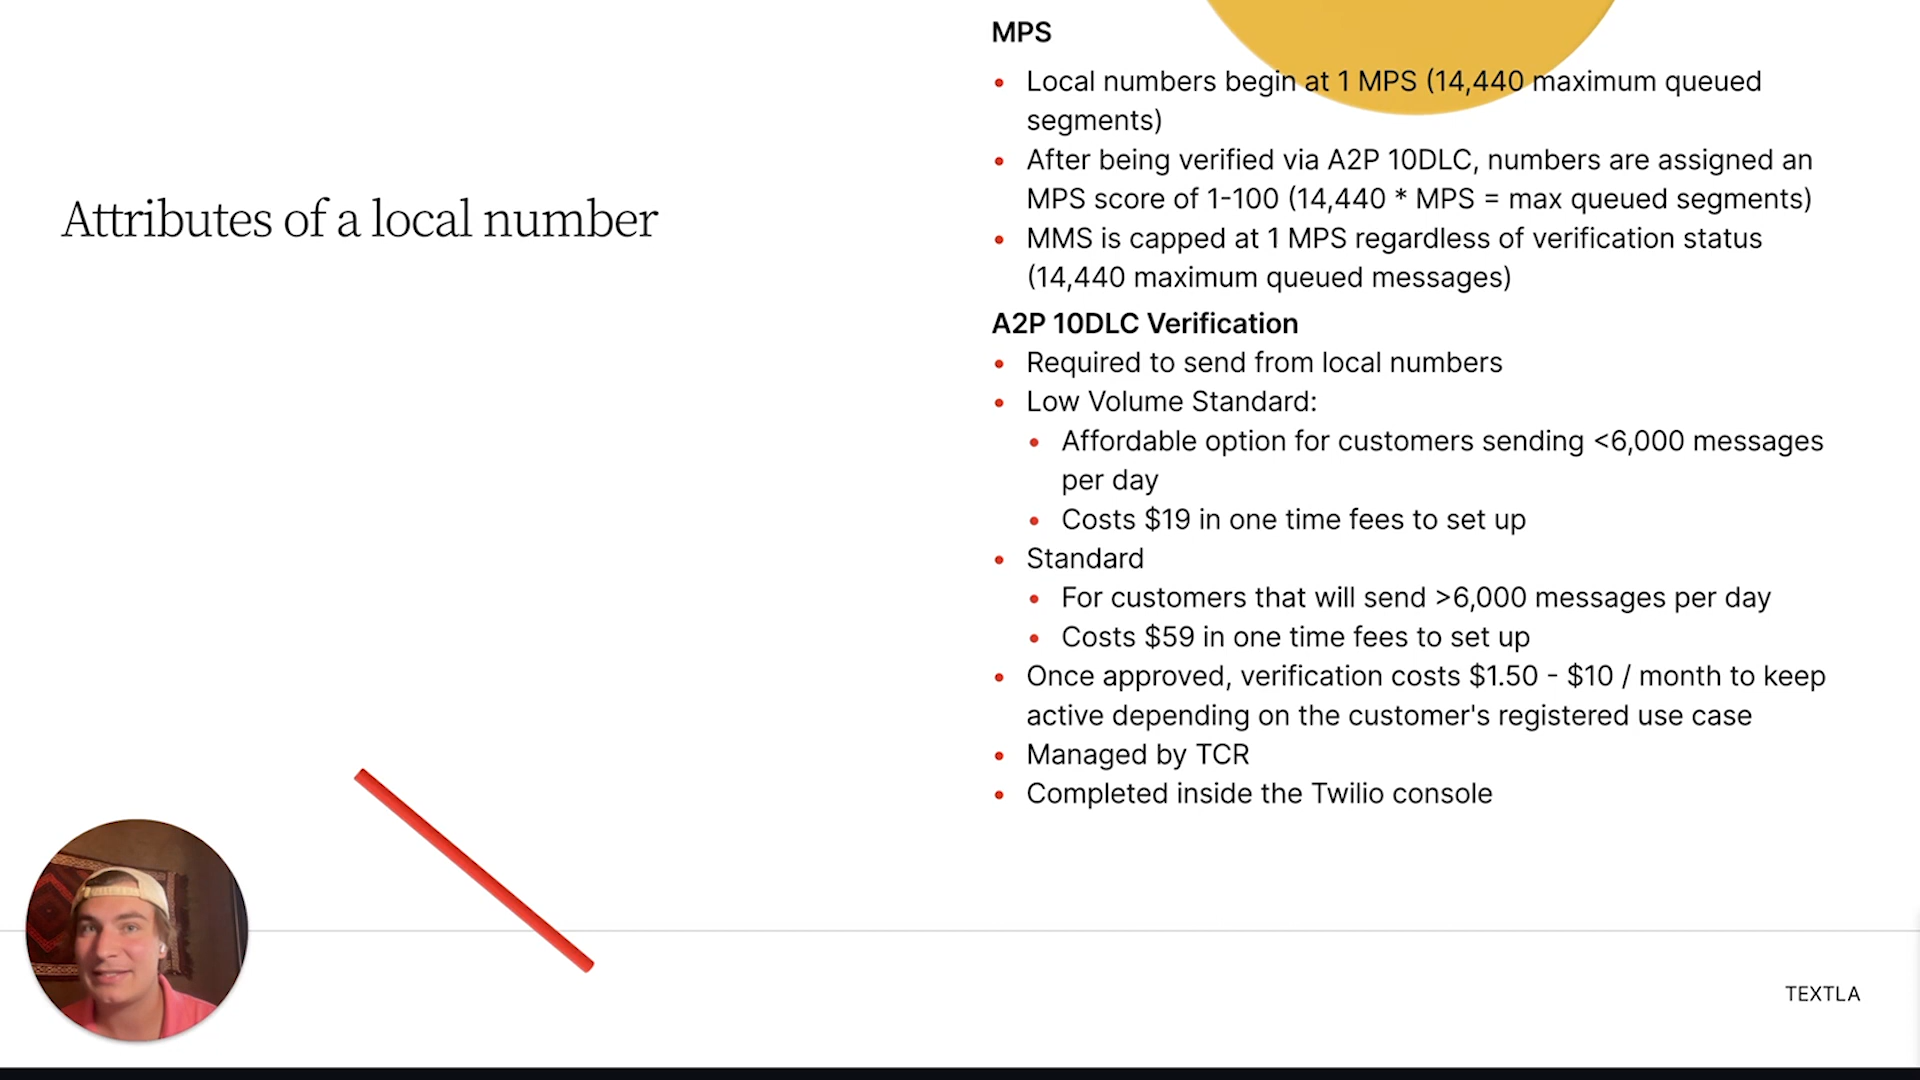 Attributes of a local number
MPS
• Local numbers begin at 1 MPS (14,440 maximum queued
segments)
• After being verified via A2P 10DLC, numbers are assigned an
MPS score of 1-100 (14,440 * MPS = max queued segments)
• MMS is capped at 1 MPS regardless of verification status
(14,440 maximum queued messages)
A2P 10DLC Verification
• Required to send from local numbers
• Low Volume Standard:
• Affordable option for customers sending <6,000 messages
per day
• Costs $19 in one time fees to set up
• Standard
• For customers that will send >6,000 messages per day
• Costs $59 in one time fees to set up
• Once approved, verification costs $1.50 - $10 / month to keep
active depending on the customer's registered use case
• Managed by TCR
• Completed inside the Twilio console
TEXTLA